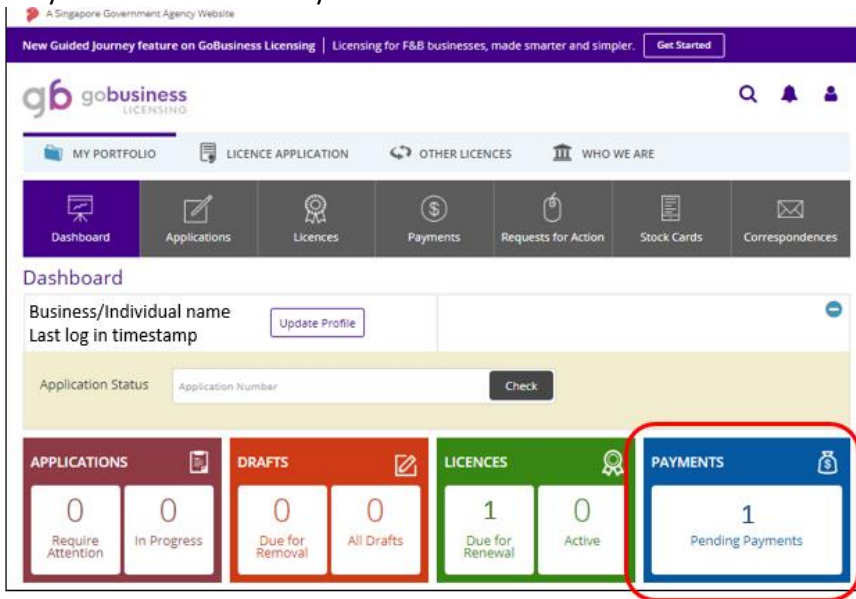 A Singapore Government Agency Website
New Guided Journey feature on GoBusiness Licensing | Licensing for F&B businesses, made smarter and simpler. Get Started
gb gobusiness
LICENSING
MY PORTFOLIO LICENCE APPLICATION OTHER LICENCES WHO WE ARE
Dashboard Applications Licences Payments Requests for Action Stock Cards Correspondences
Dashboard
Business/Individual name
Last log in timestamp
Update Profile
Application Status Application Number Check
APPLICATIONS DRAFTS LICENCES PAYMENTS
0 0 0 0 1 0 1
Require Attention In Progress Due for Removal All Drafts Due for Renewal Active Pending Payments